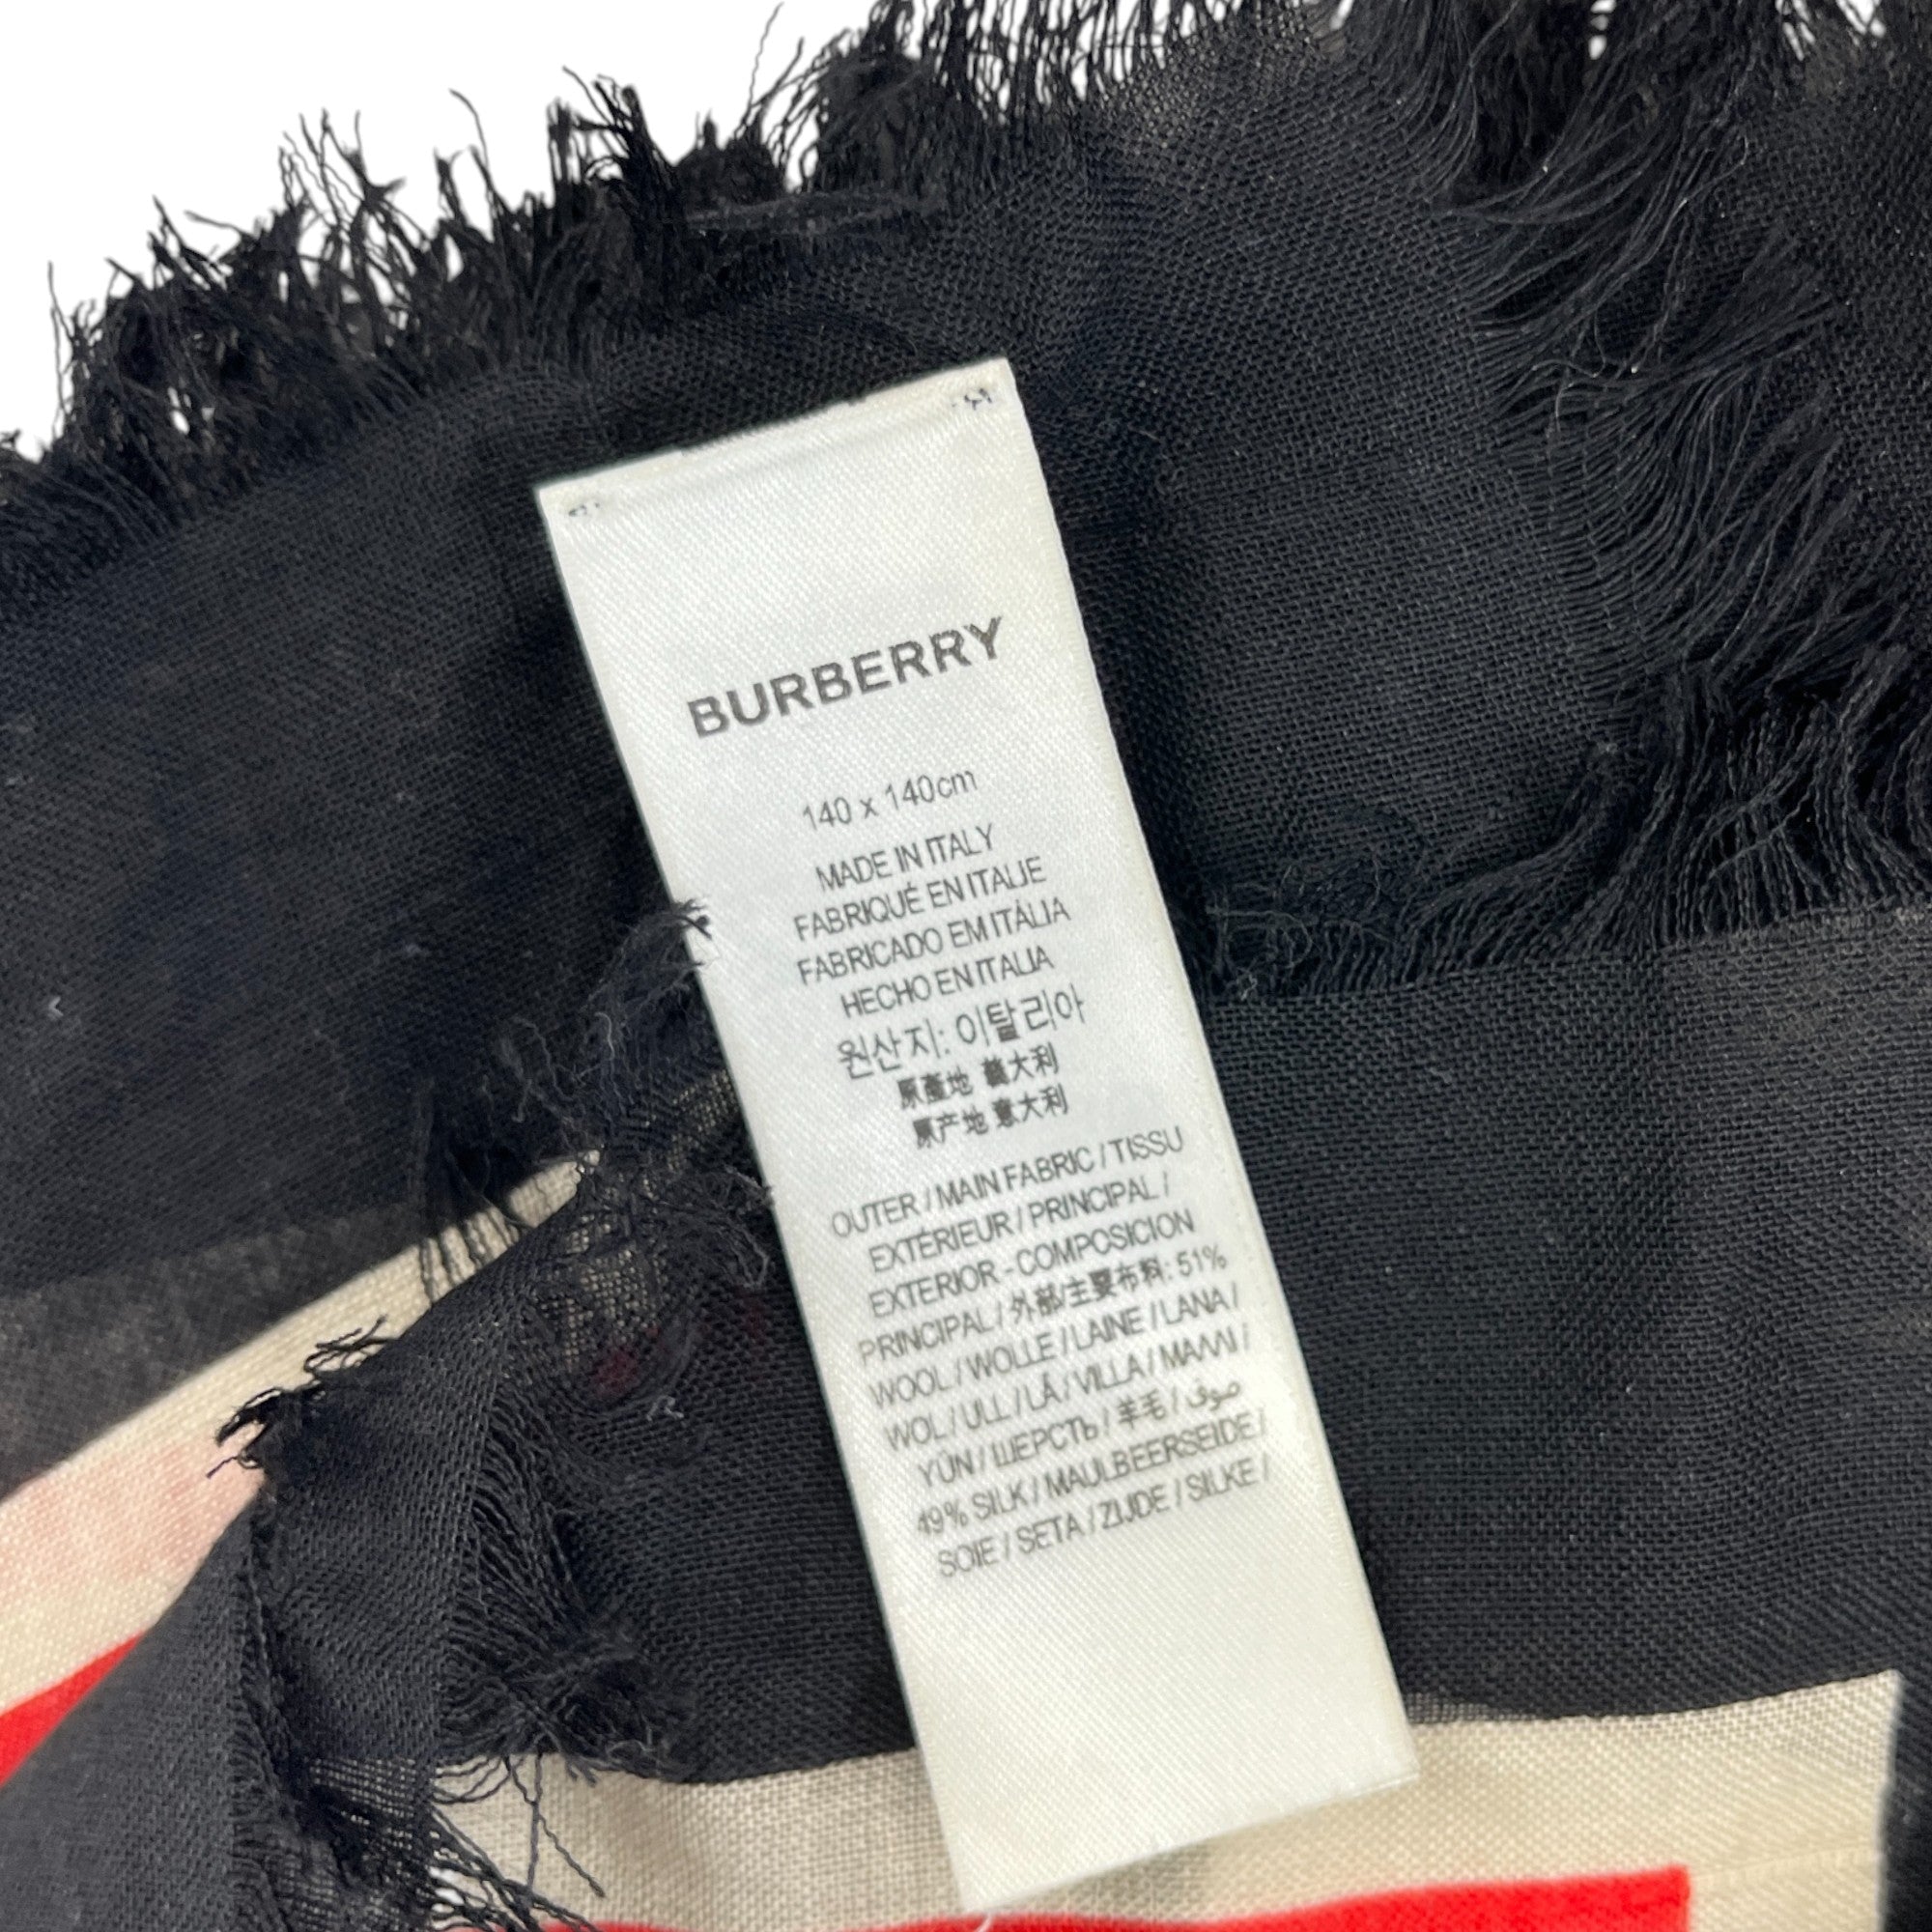 BURBERRY
140 x 140cm
MADE IN ITALY
FABRIQUÉ EN ITALIE
FABRICADO EM ITÁLIA
HECHO EN ITALIA
원산지: 이탈리아
原產地 義大利
原产地 意大利
OUTER / MAIN FABRIC / TISSU
EXTÉRIEUR / PRINCIPAL /
EXTERIOR - COMPOSICION
PRINCIPAL / 外部/主要布料: 51%
WOOL / WOLLE / LAINE / LANA /
WOL / ULL / LÃ / VILLA / ΜΑΛΛΙ /
YÜN / ШЕРСТЬ / 羊毛 / صوف
49% SILK / MAULBEERSEIDE /
SOIE / SETA / ZIJDE / SILKE /